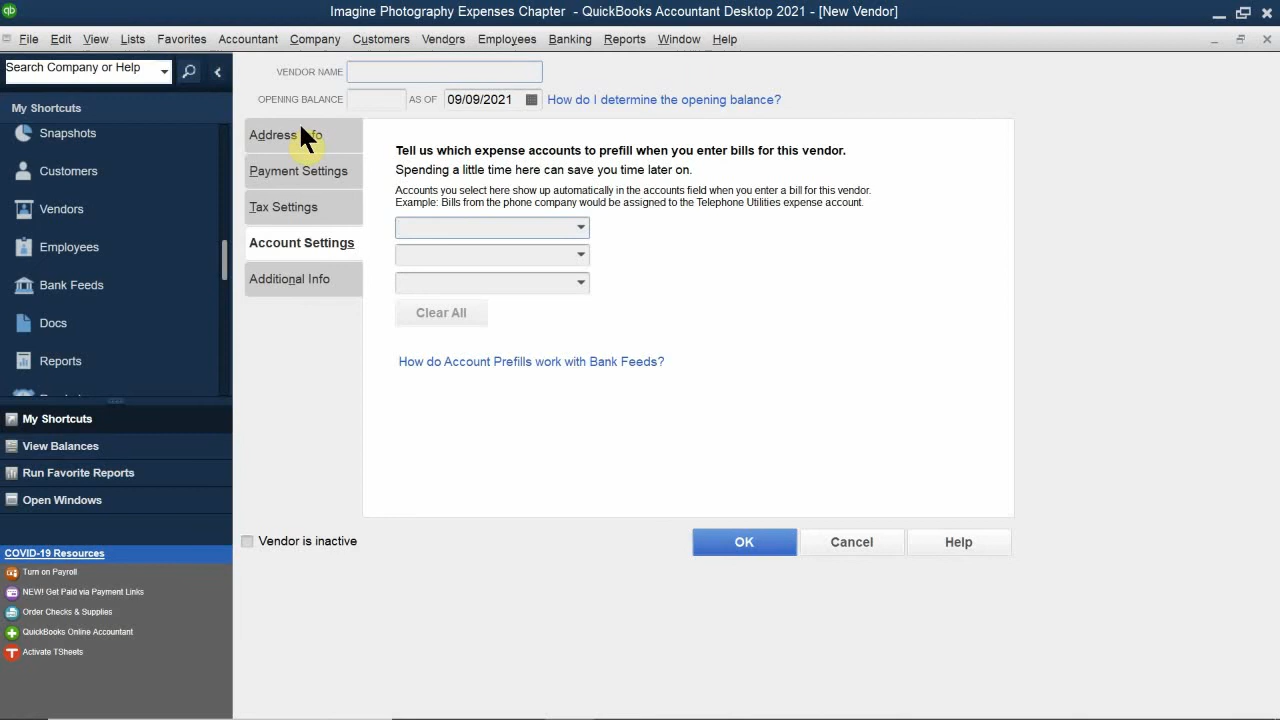 Imagine Photography Expenses Chapter - QuickBooks Accountant Desktop 2021 - [New Vendor]
File Edit View Lists Favorites Accountant Company Customers Vendors Employees Banking Reports Window Help
Search Company or Help
My Shortcuts
Snapshots
Customers
Vendors
Employees
Bank Feeds
Docs
Reports
My Shortcuts
View Balances
Run Favorite Reports
Open Windows
COVID-19 Resources
Turn on Payroll
NEW! Get Paid via Payment Links
Order Checks & Supplies
QuickBooks Online Accountant
Activate TSheets
VENDOR NAME
OPENING BALANCE AS OF 09/09/2021 How do I determine the opening balance?
Address Info
Payment Settings
Tax Settings
Account Settings
Additional Info
Tell us which expense accounts to prefill when you enter bills for this vendor.
Spending a little time here can save you time later on.
Accounts you select here show up automatically in the accounts field when you enter a bill for this vendor.
Example: Bills from the phone company would be assigned to the Telephone Utilities expense account.
Clear All
How do Account Prefills work with Bank Feeds?
Vendor is inactive
OK Cancel Help